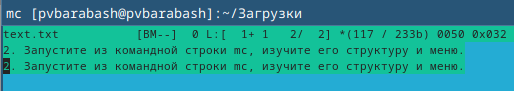 mc [pvbarabash@pvbarabash]:~/Загрузки
text.txt [BM--] 0 L:[ 1+ 1 2/ 2] *(117 / 233b) 0050 0x032
2. Запустите из командной строки mc, изучите его структуру и меню.
2. Запустите из командной строки mc, изучите его структуру и меню.